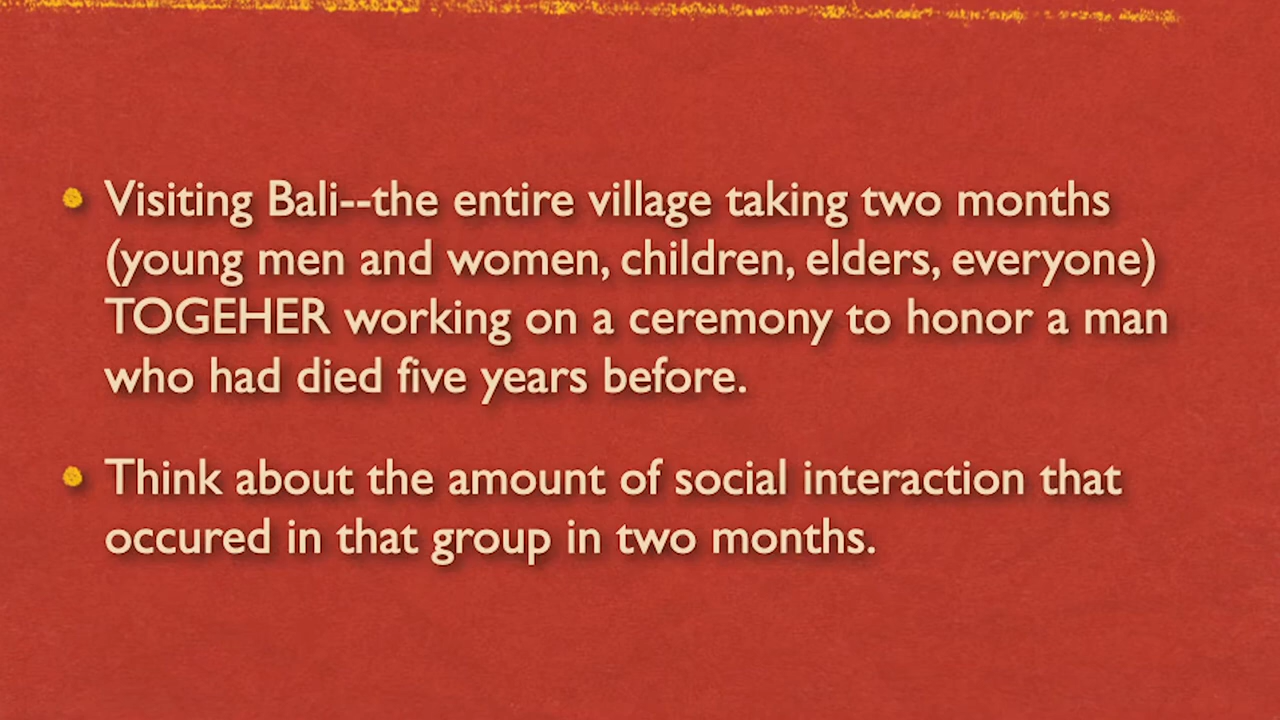 Visiting Bali--the entire village taking two months
(young men and women, children, elders, everyone)
TOGEHER working on a ceremony to honor a man
who had died five years before.
Think about the amount of social interaction that
occured in that group in two months.